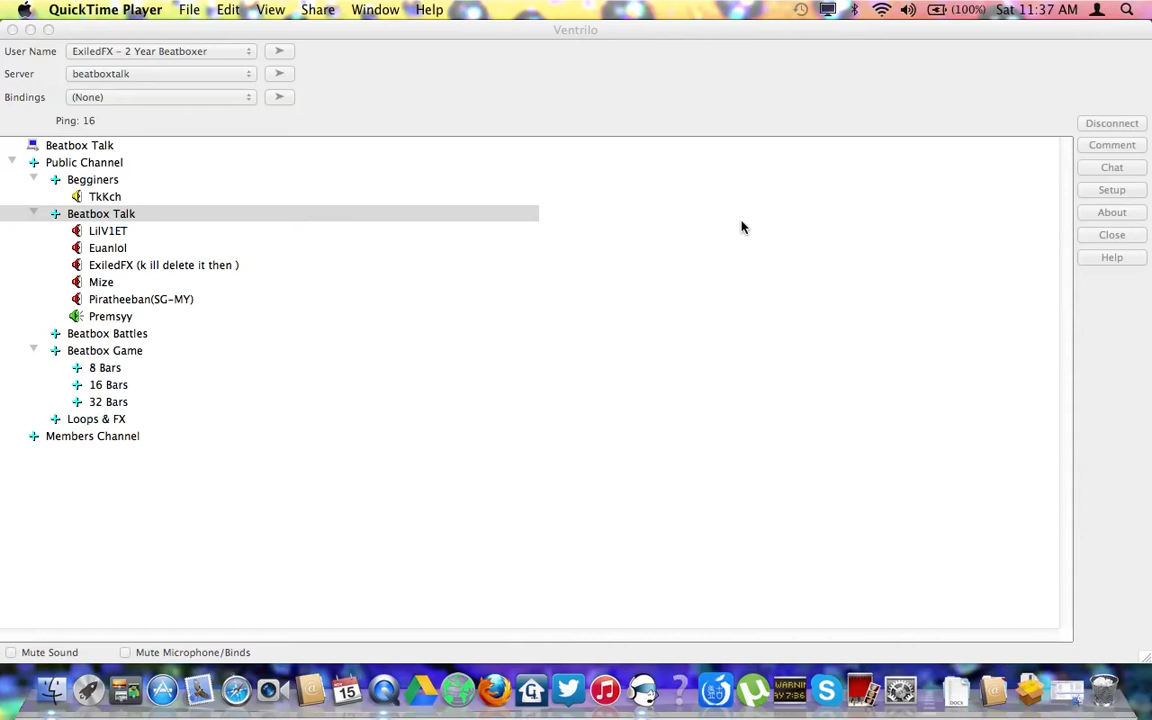 QuickTime Player File Edit View Share Window Help (100%) Sat 11:37 AM
Ventrilo
User Name ExiledFX - 2 Year Beatboxer
Server beatboxtalk
Bindings (None)
Ping: 16
Disconnect
Comment
Chat
Setup
About
Close
Help
Beatbox Talk
Public Channel
Begginers
TkKch
Beatbox Talk
LilV1ET
Euanlol
ExiledFX (k ill delete it then )
Mize
Piratheeban(SG-MY)
Premsyy
Beatbox Battles
Beatbox Game
8 Bars
16 Bars
32 Bars
Loops & FX
Members Channel
Mute Sound Mute Microphone/Binds
15
WARNI
DOCX